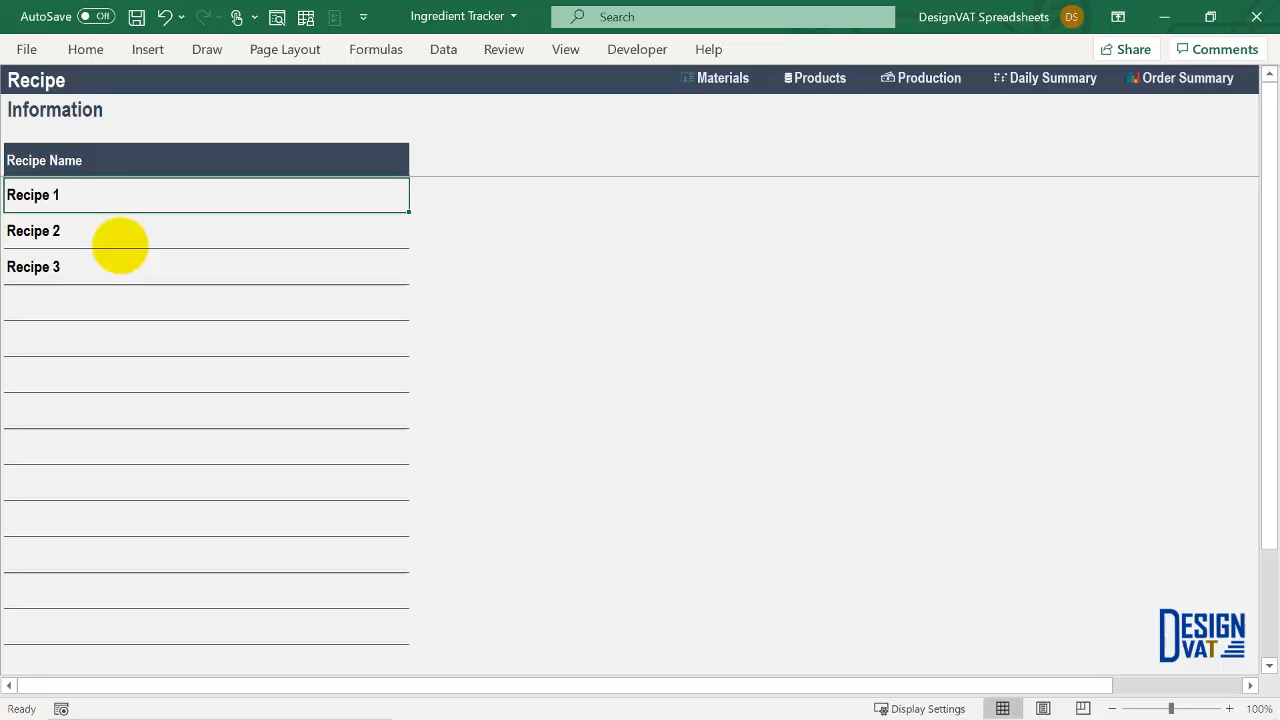 AutoSave Off Ingredient Tracker Search DesignVAT Spreadsheets DS
File Home Insert Draw Page Layout Formulas Data Review View Developer Help Share Comments
Recipe Materials Products Production Daily Summary Order Summary
Information
Recipe Name
Recipe 1
Recipe 2
Recipe 3
DESIGN
VAT
Ready Display Settings 100%